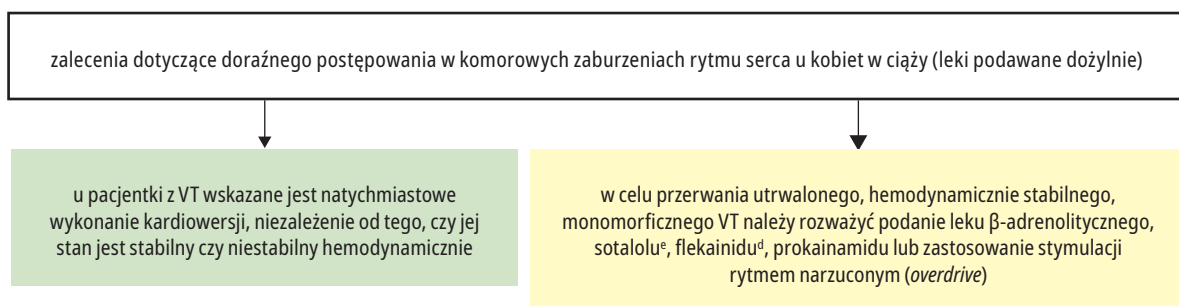 zalecenia dotyczące doraźnego postępowania w komorowych zaburzeniach rytmu serca u kobiet w ciąży (leki podawane dożylnie)
u pacjentki z VT wskazane jest natychmiastowe
wykonanie kardiowersji, niezależenie od tego, czy jej
stan jest stabilny czy niestabilny hemodynamicznie
w celu przerwania utrwalonego, hemodynamicznie stabilnego,
monomorficznego VT należy rozważyć podanie leku β-adrenolitycznego,
sotaloluᵉ, flekainiduᵈ, prokainamidu lub zastosowanie stymulacji
rytmem narzuconym (overdrive)